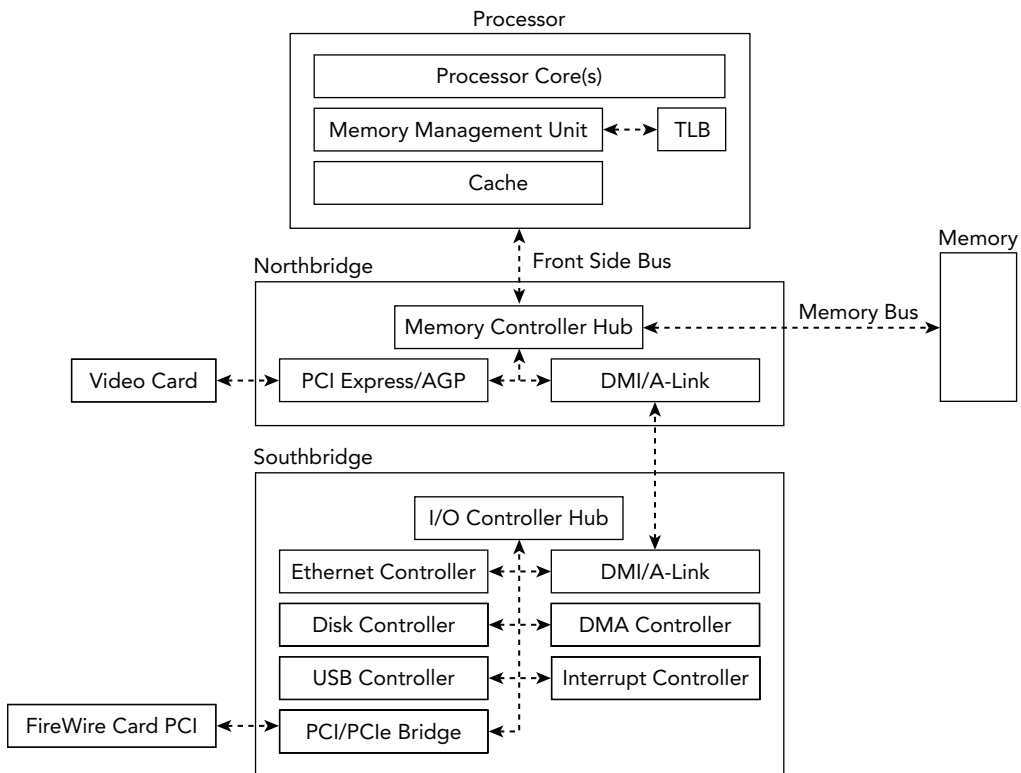 Processor
Processor Core(s)
Memory Management Unit
TLB
Cache
Front Side Bus
Memory
Northbridge
Memory Controller Hub
Memory Bus
Video Card
PCI Express/AGP
DMI/A-Link
Southbridge
I/O Controller Hub
Ethernet Controller
DMI/A-Link
Disk Controller
DMA Controller
USB Controller
Interrupt Controller
FireWire Card PCI
PCI/PCIe Bridge